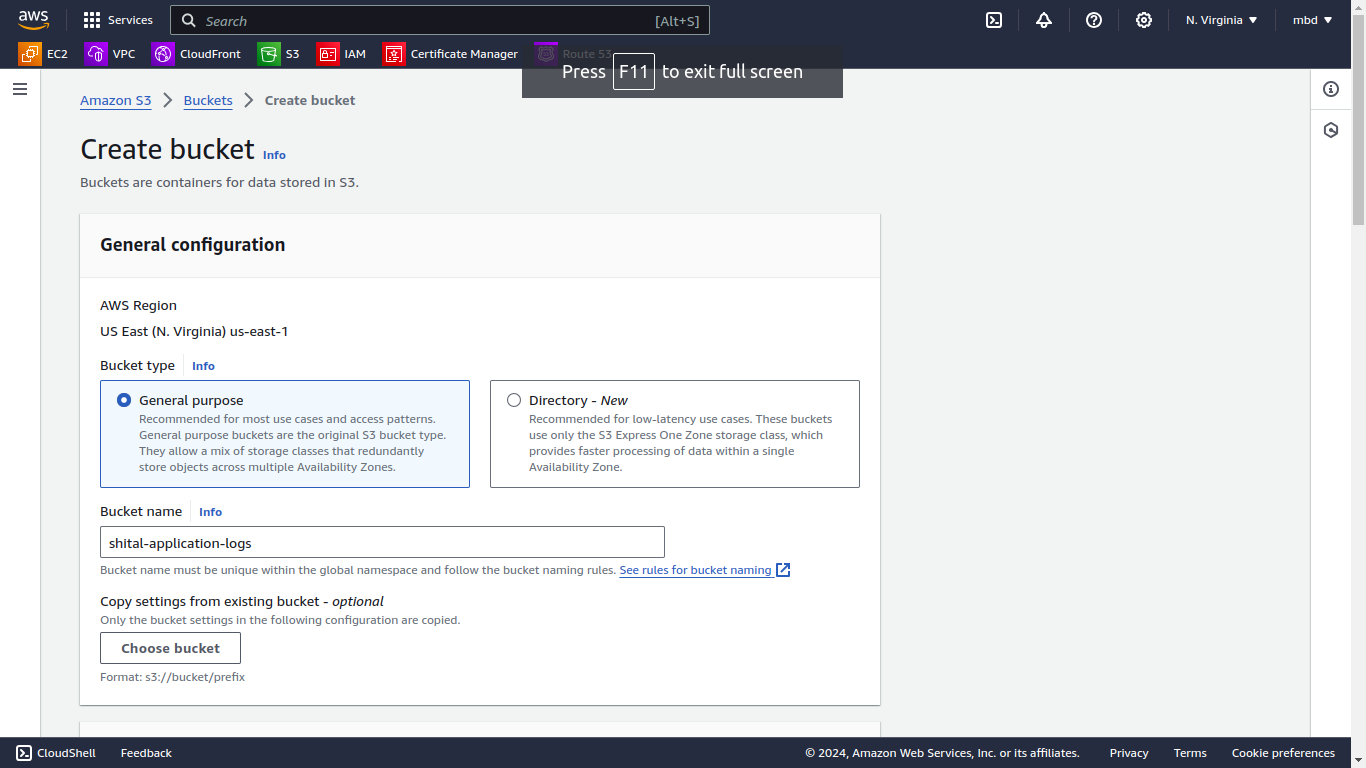 aws
Services
Search
[Alt+S]
N. Virginia
mbd
EC2
VPC
CloudFront
S3
IAM
Certificate Manager
Route 53
Press F11 to exit full screen
Amazon S3
Buckets
Create bucket
Create bucket Info
Buckets are containers for data stored in S3.
General configuration
AWS Region
US East (N. Virginia) us-east-1
Bucket type Info
General purpose
Recommended for most use cases and access patterns.
General purpose buckets are the original S3 bucket type.
They allow a mix of storage classes that redundantly
store objects across multiple Availability Zones.
Directory - New
Recommended for low-latency use cases. These buckets
use only the S3 Express One Zone storage class, which
provides faster processing of data within a single
Availability Zone.
Bucket name Info
shital-application-logs
Bucket name must be unique within the global namespace and follow the bucket naming rules. See rules for bucket naming
Copy settings from existing bucket - optional
Only the bucket settings in the following configuration are copied.
Choose bucket
Format: s3://bucket/prefix
CloudShell
Feedback
© 2024, Amazon Web Services, Inc. or its affiliates.
Privacy
Terms
Cookie preferences